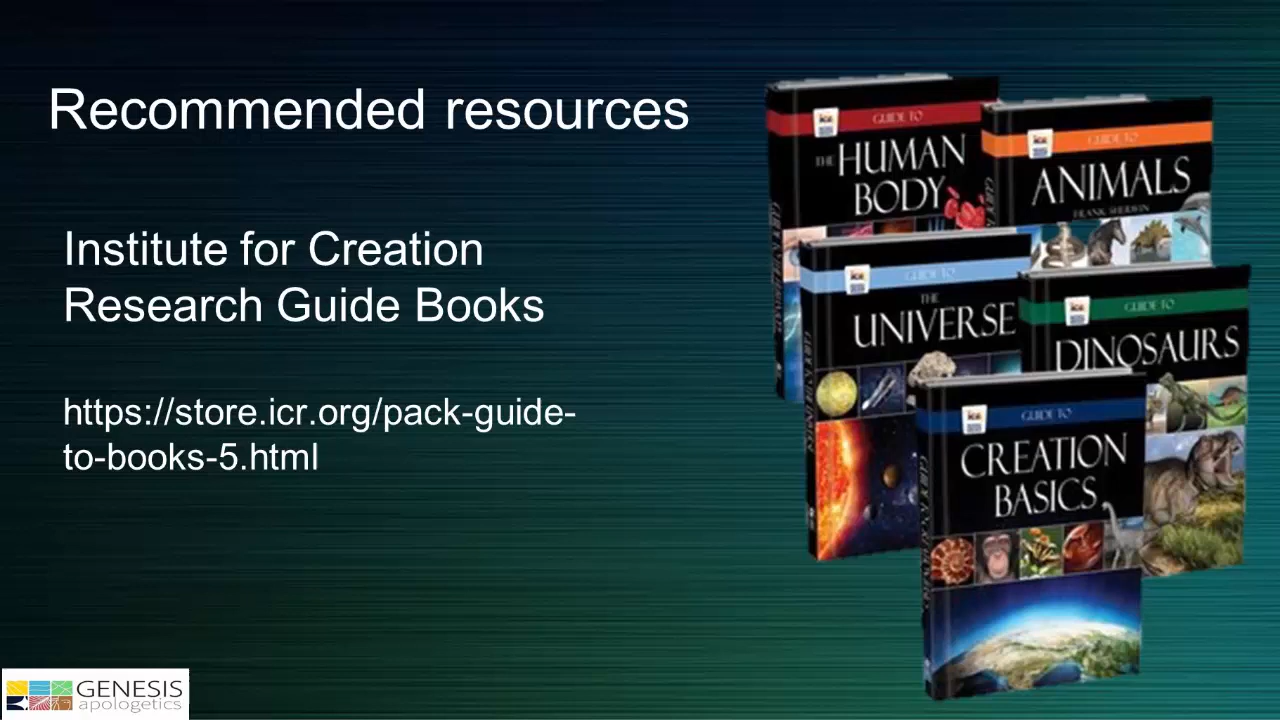 Recommended resources
Institute for Creation
Research Guide Books
https://store.icr.org/pack-guide-
to-books-5.html
GUIDE TO
THE HUMAN
BODY
GUIDE TO
ANIMALS
FRANK SHERWIN
GUIDE TO
THE
UNIVERSE
GUIDE TO
DINOSAURS
GUIDE TO
CREATION
BASICS
GENESIS
apologetics